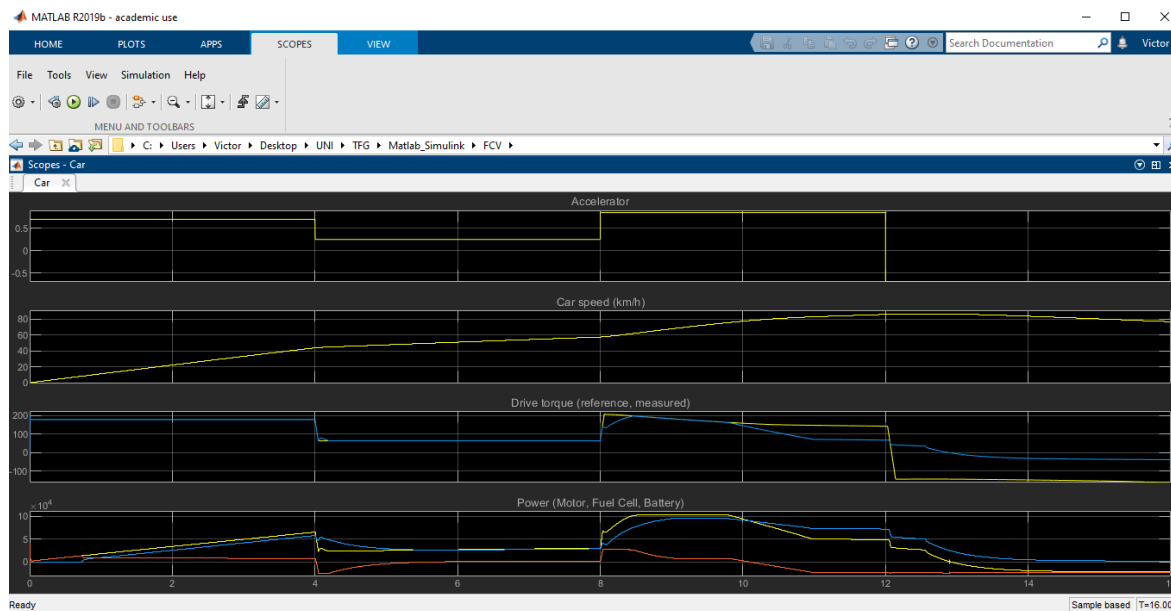 MATLAB R2019b - academic use
HOME PLOTS APPS SCOPES VIEW Search Documentation Victor
File Tools View Simulation Help
MENU AND TOOLBARS
C: Users Victor Desktop UNI TFG Matlab_Simulink FCV
Scopes - Car
Car
Accelerator
0.5
0
-0.5
Car speed (km/h)
80
60
40
20
0
Drive torque (reference, measured)
200
100
0
-100
Power (Motor, Fuel Cell, Battery)
×10⁴
10
5
0
0 2 4 6 8 10 12 14
Ready Sample based